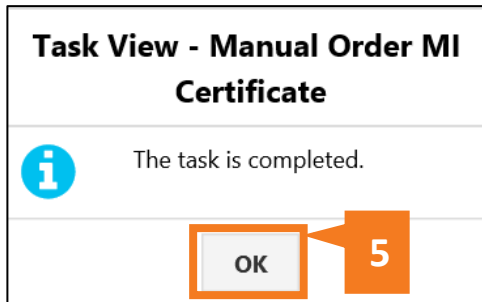 Task View - Manual Order MI
Certificate
The task is completed.
OK
5